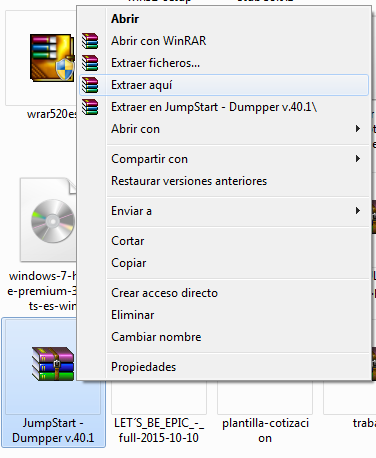 Abrir
Abrir con WinRAR
Extraer ficheros...
Extraer aquí
Extraer en JumpStart - Dumpper v.40.1\
Abrir con
Compartir con
Restaurar versiones anteriores
Enviar a
Cortar
Copiar
Crear acceso directo
Eliminar
Cambiar nombre
Propiedades
wrar520es
windows-7-h
e-premium-3
ts-es-win
JumpStart -
Dumpper v.40.1
LET´S_BE_EPIC_-_
full-2015-10-10
plantilla-cotizaci
on
traba